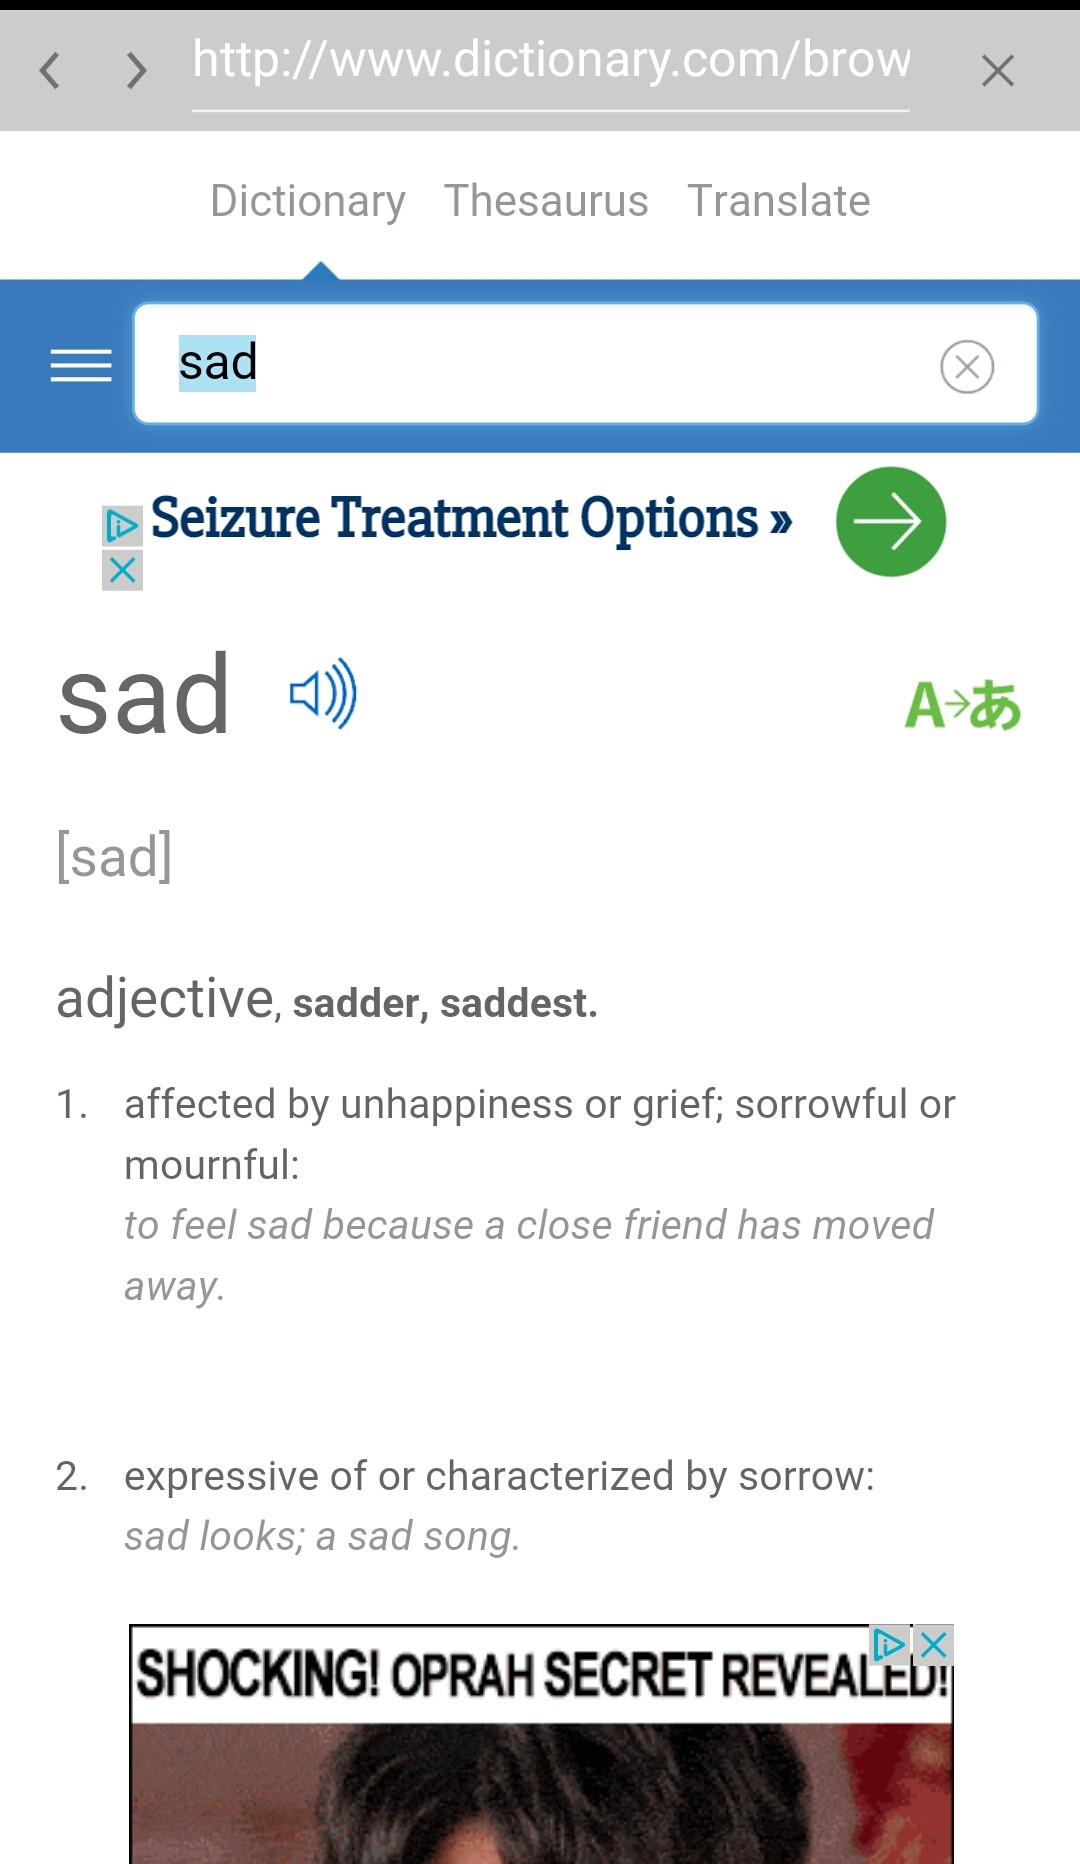 http://www.dictionary.com/brow
Dictionary Thesaurus Translate
sad
Seizure Treatment Options »
sad
A→あ
[sad]
adjective, sadder, saddest.
1. affected by unhappiness or grief; sorrowful or
mournful:
to feel sad because a close friend has moved
away.
2. expressive of or characterized by sorrow:
sad looks; a sad song.
SHOCKING! OPRAH SECRET REVEALED!